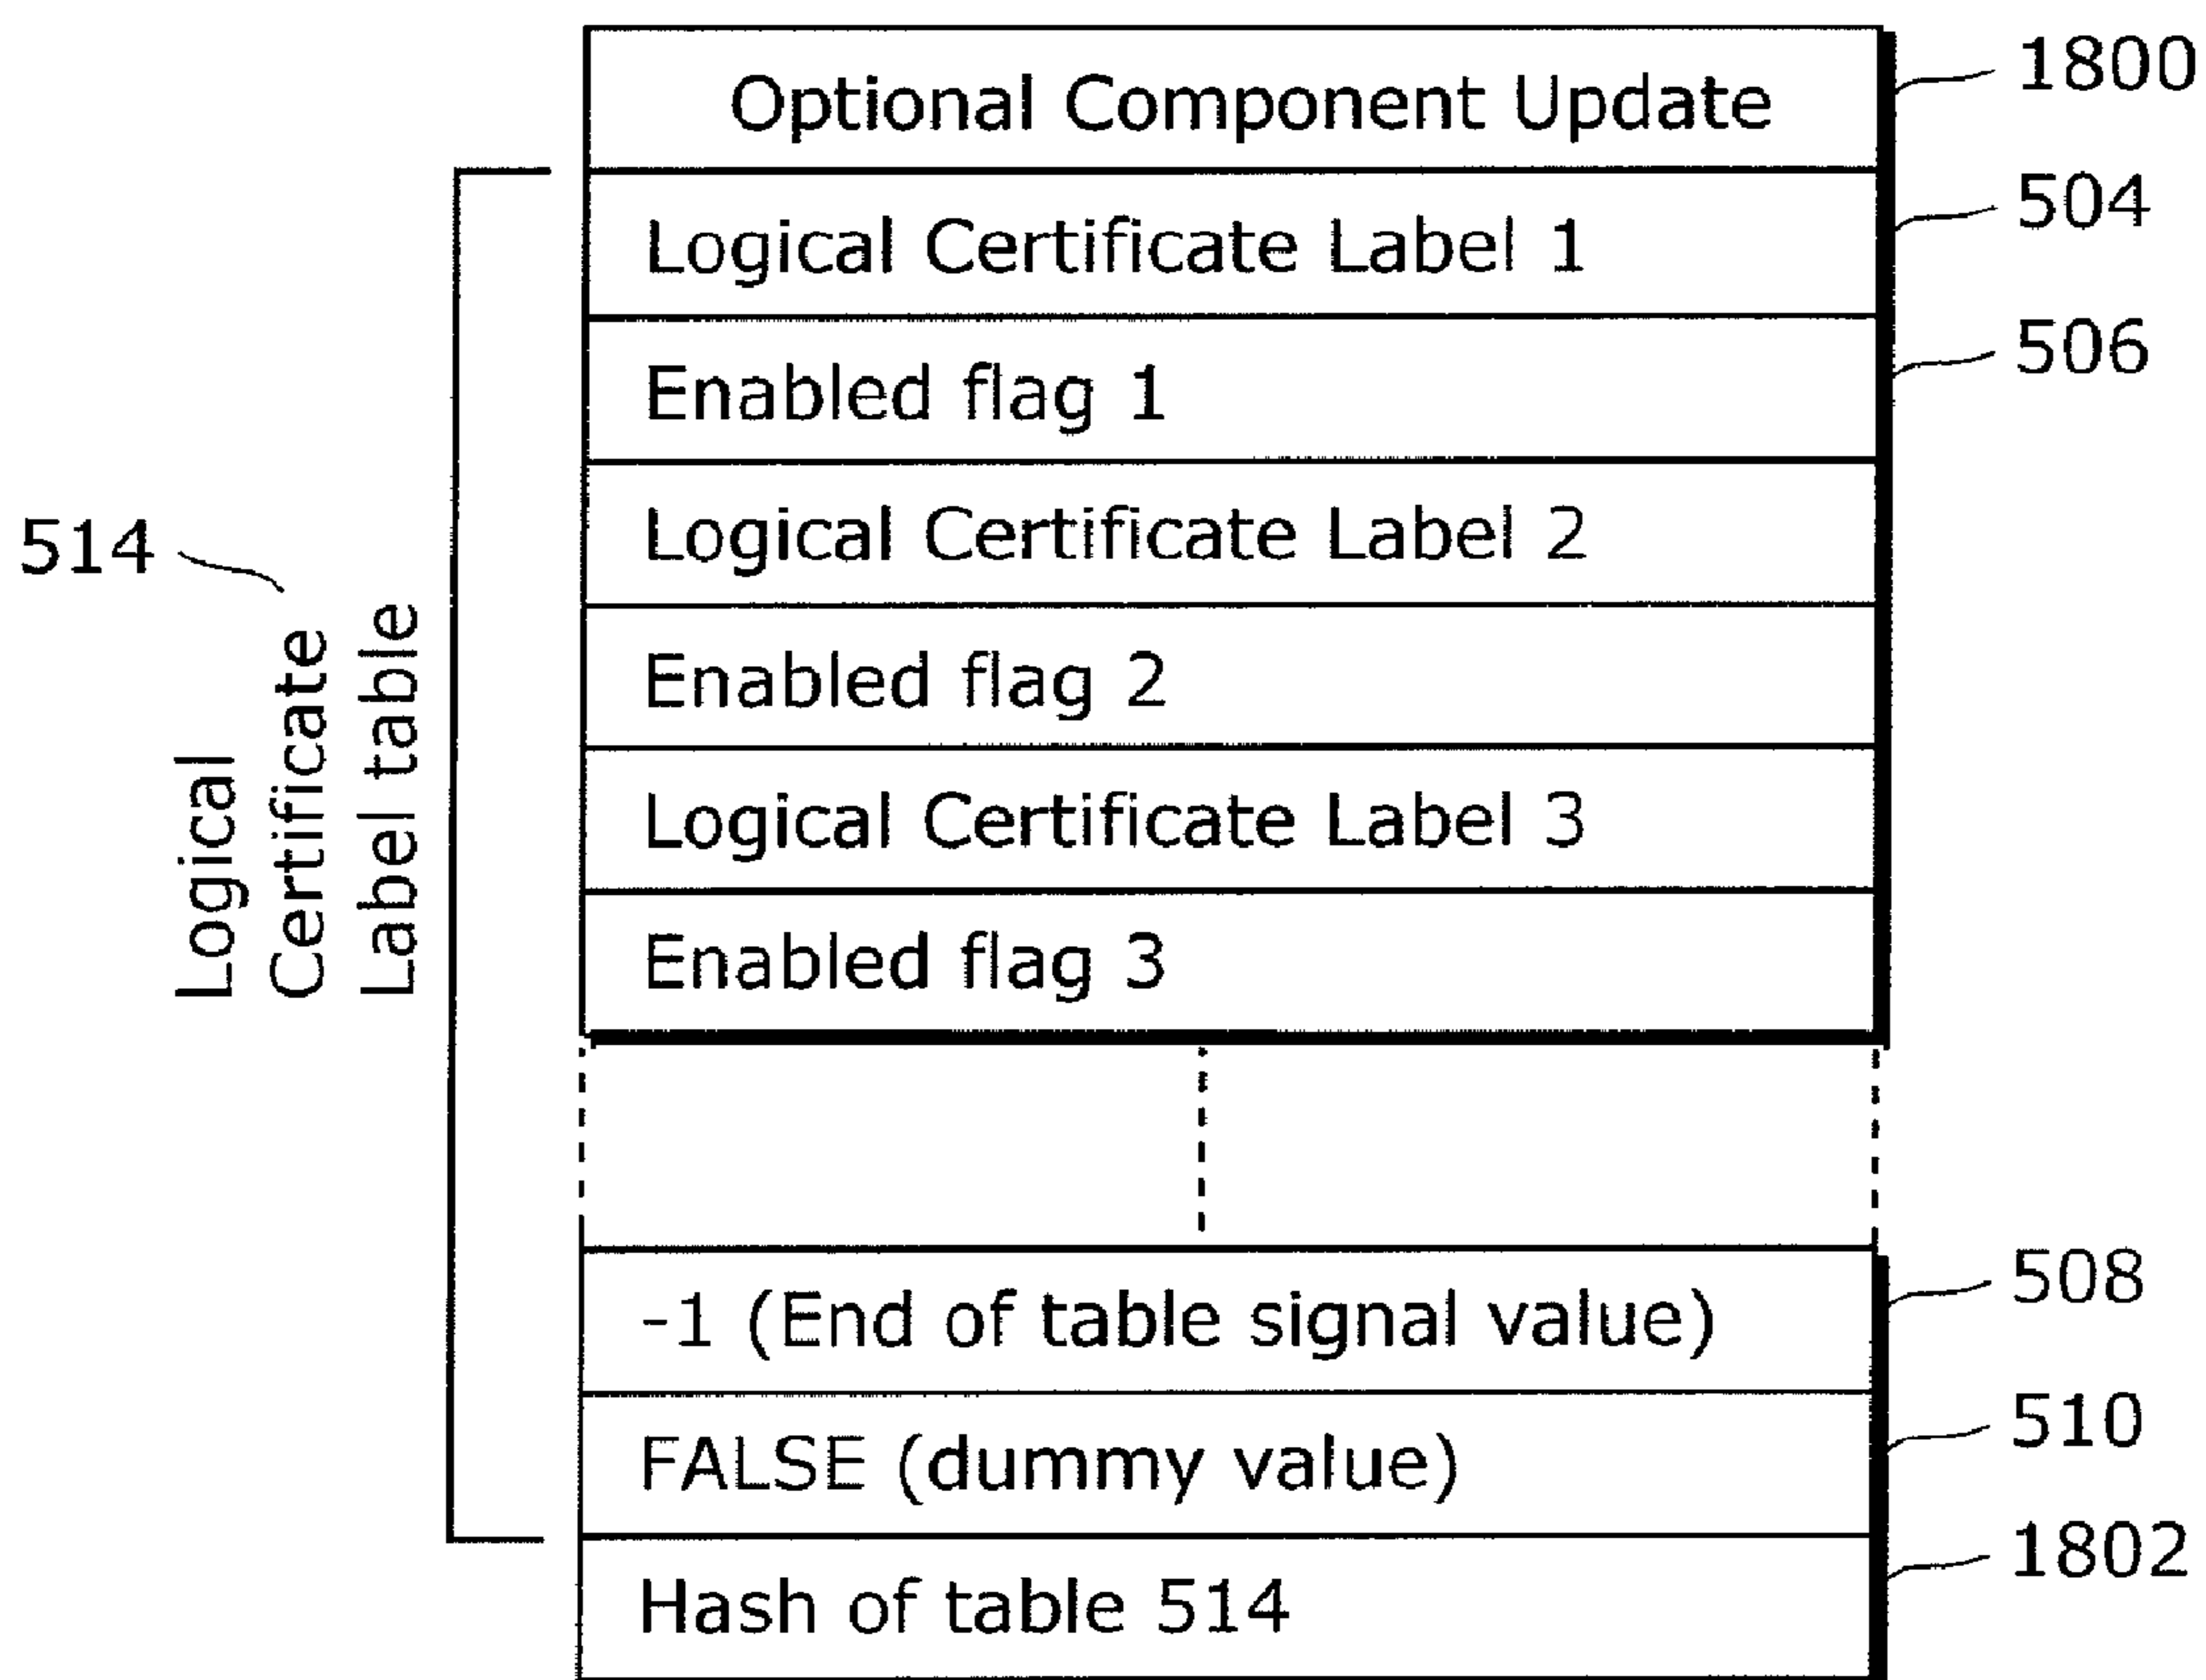 Optional Component Update
1800
Logical Certificate Label 1
504
Enabled flag 1
506
Logical Certificate Label 2
Enabled flag 2
Logical Certificate Label 3
Enabled flag 3
514
Logical
Certificate
Label table
-1 (End of table signal value)
508
FALSE (dummy value)
510
Hash of table 514
1802